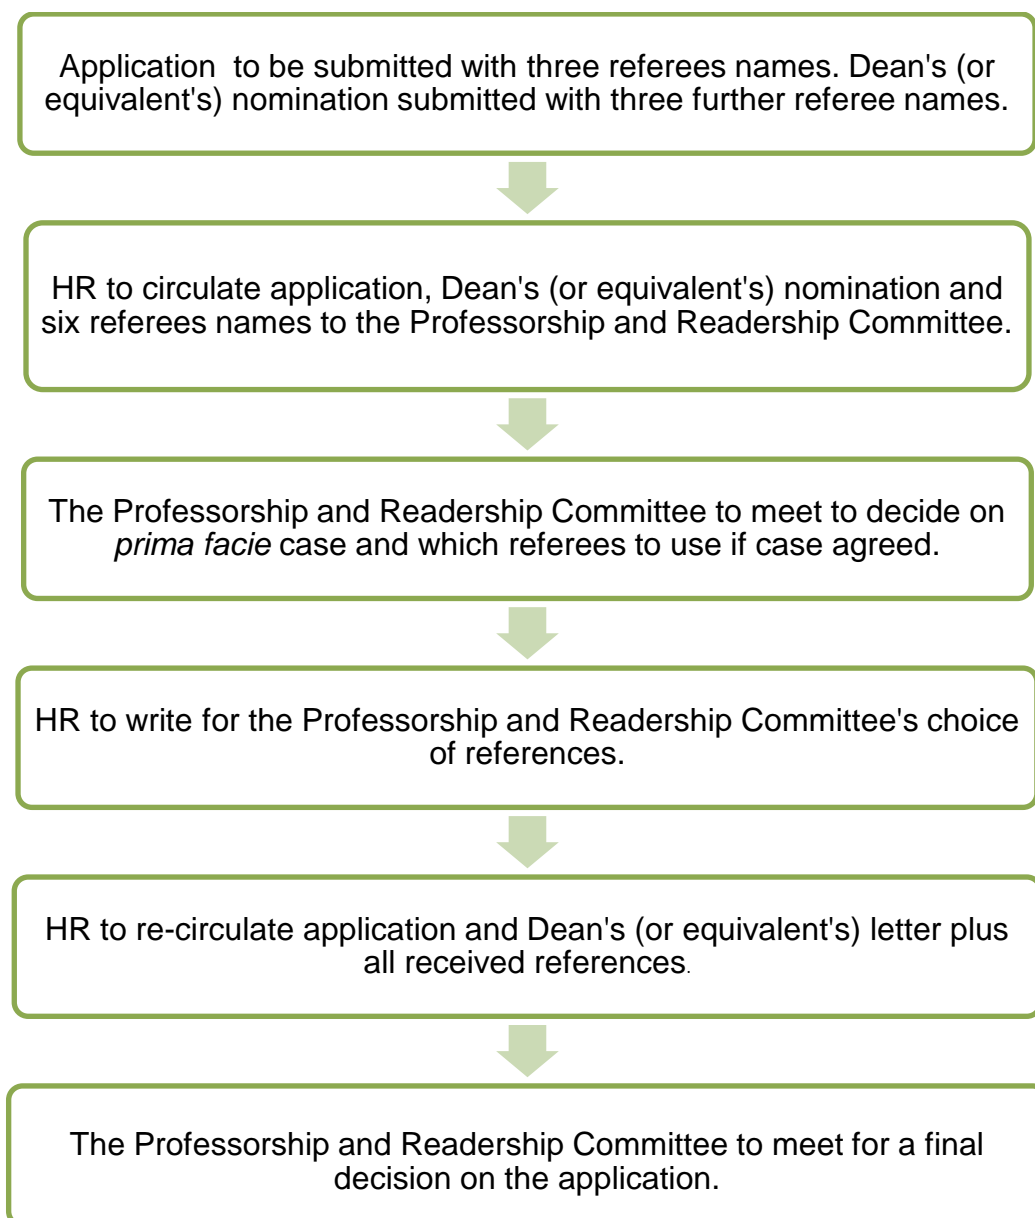 Application  to be submitted with three referees names. Dean's (or
equivalent's) nomination submitted with three further referee names.
HR to circulate application, Dean's (or equivalent's) nomination and
six referees names to the Professorship and Readership Committee.
The Professorship and Readership Committee to meet to decide on
prima facie case and which referees to use if case agreed.
HR to write for the Professorship and Readership Committee's choice
of references.
HR to re-circulate application and Dean's (or equivalent's) letter plus
all received references.
The Professorship and Readership Committee to meet for a final
decision on the application.